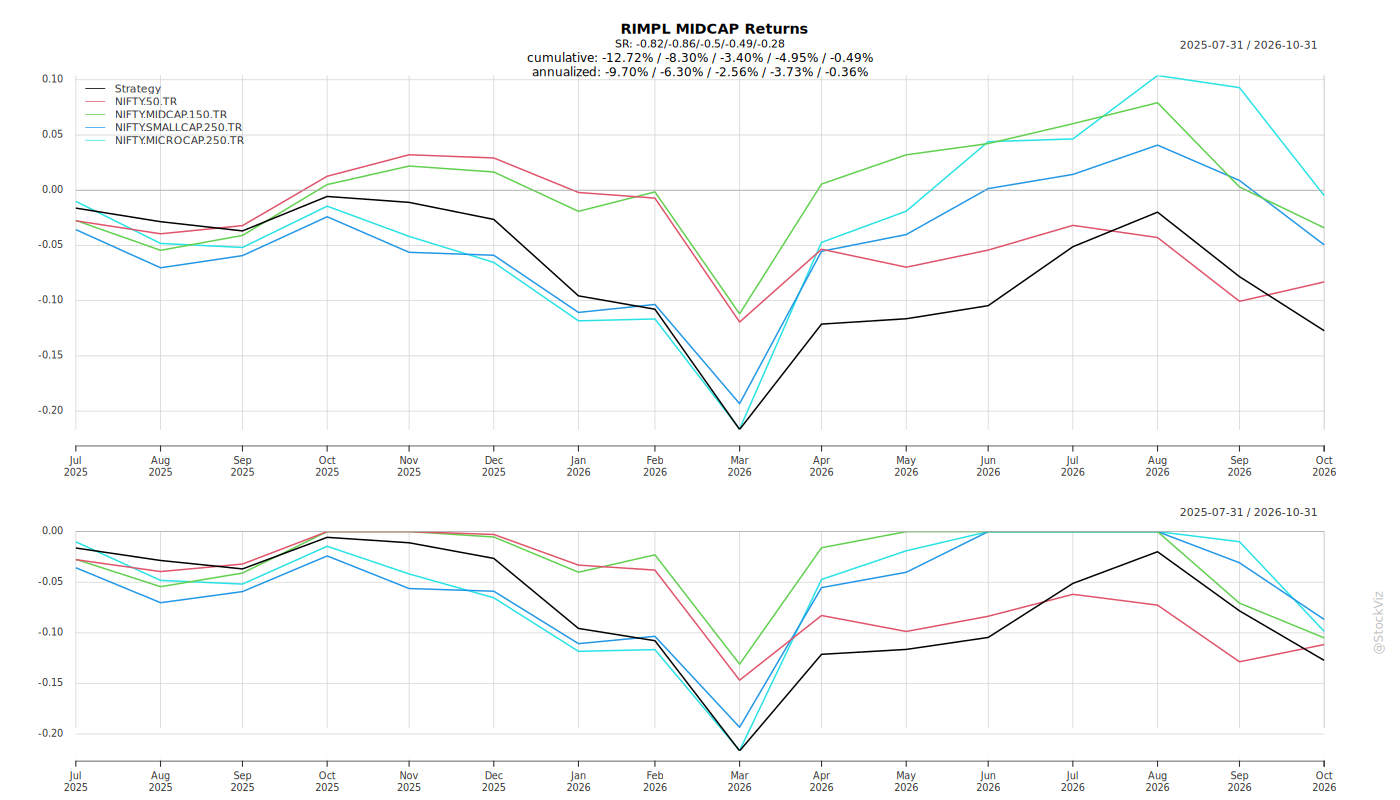 RIMPL MIDCAP Returns
SR: -0.82/-0.86/-0.5/-0.49/-0.28
cumulative: -12.72% / -8.30% / -3.40% / -4.95% / -0.49%
annualized: -9.70% / -6.30% / -2.56% / -3.73% / -0.36%
2025-07-31 / 2026-10-31
Strategy
NIFTY.50.TR
NIFTY.MIDCAP.150.TR
NIFTY.SMALLCAP.250.TR
NIFTY.MICROCAP.250.TR
0.10
0.05
0.00
-0.05
-0.10
-0.15
-0.20
Jul Aug Sep Oct Nov Dec Jan Feb Mar Apr May Jun Jul Aug Sep Oct
2025 2025 2025 2025 2025 2025 2026 2026 2026 2026 2026 2026 2026 2026 2026 2026
2025-07-31 / 2026-10-31
0.00
-0.05
-0.10
-0.15
-0.20
Jul Aug Sep Oct Nov Dec Jan Feb Mar Apr May Jun Jul Aug Sep Oct
2025 2025 2025 2025 2025 2025 2026 2026 2026 2026 2026 2026 2026 2026 2026 2026
@StockViz